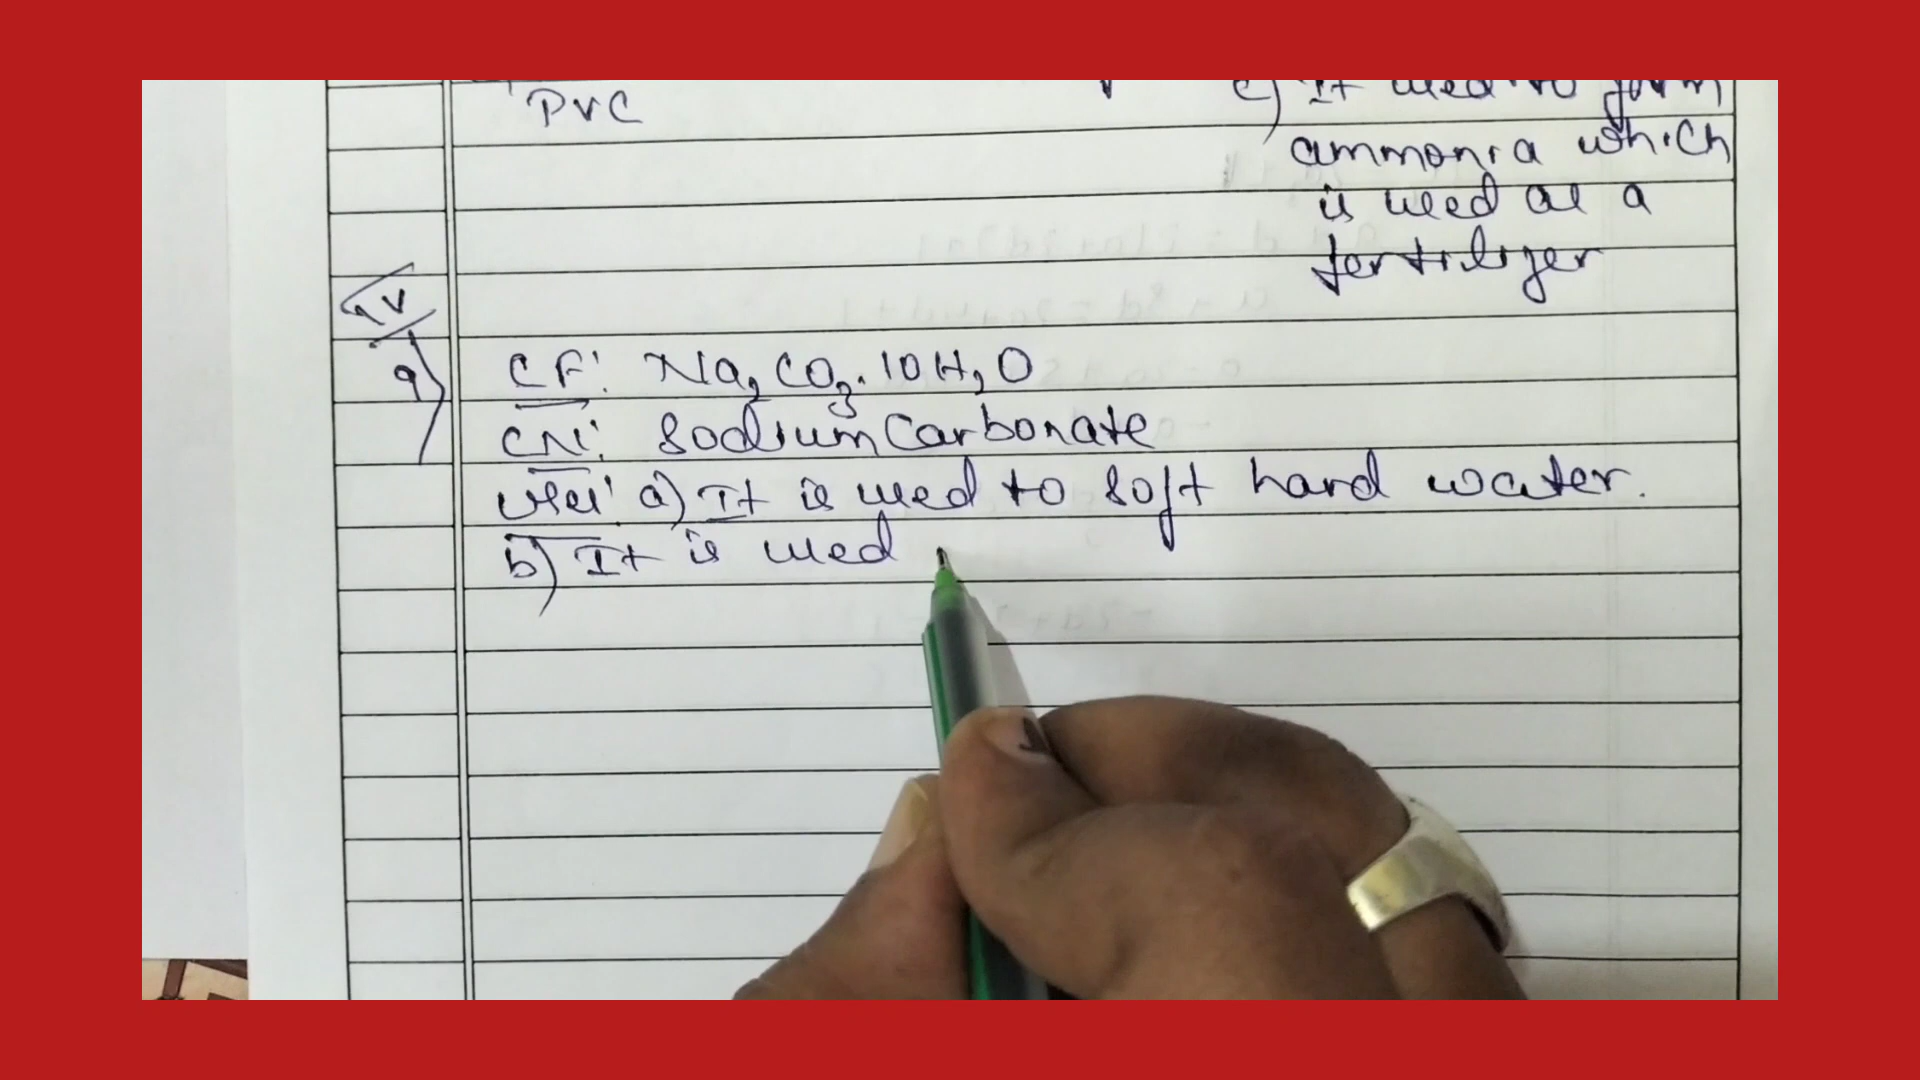 PVC
c) It used to form
ammonia which
is used as a
fertilizer
IV
9)
CF: Na2CO3.10H2O
CN: Sodium Carbonate
Uses: a) It is used to soft hard water.
b) It is used